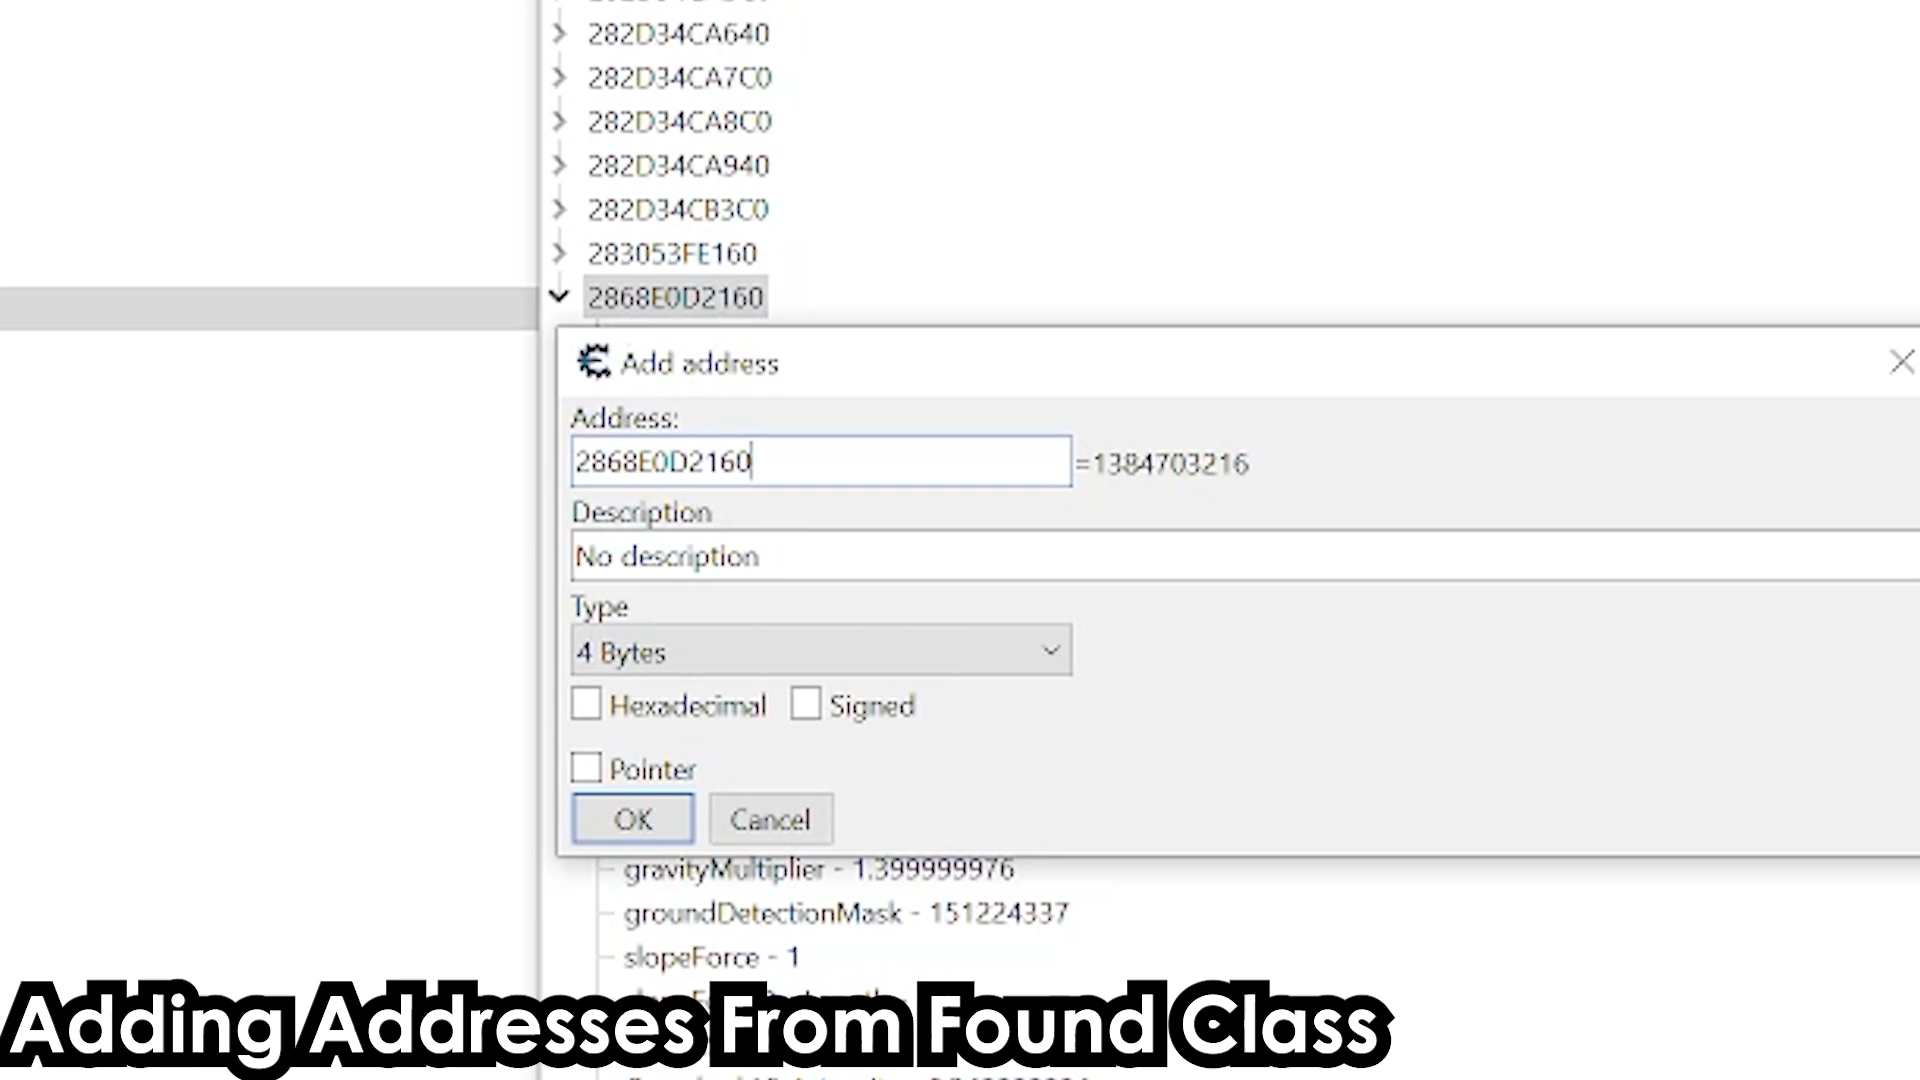 282D34CA640
282D34CA7C0
282D34CA8C0
282D34CA940
282D34CB3C0
283053FE160
2868E0D2160
Add address
Address:
2868E0D2160 =1384703216
Description
No description
Type
4 Bytes
Hexadecimal Signed
Pointer
OK Cancel
gravityMultiplier - 1.399999976
groundDetectionMask - 151224337
slopeForce - 1
Adding Addresses From Found Class